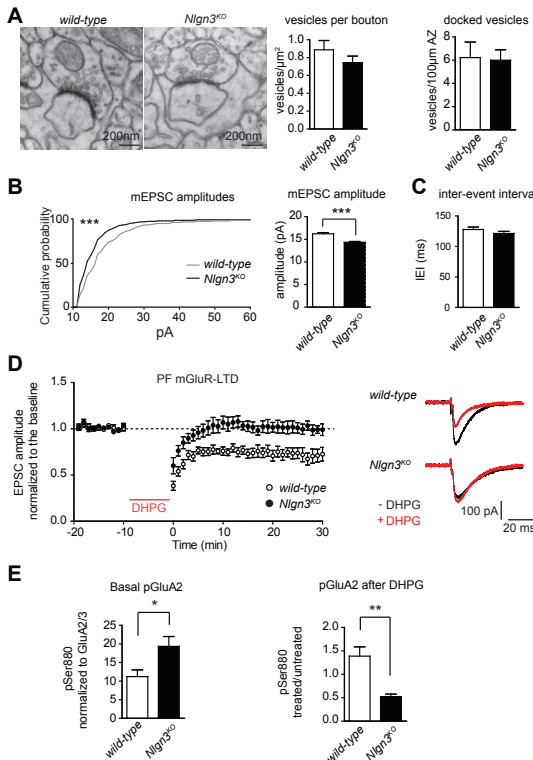 A
wild-type
Nlgn3KO
200nm
200nm
vesicles per bouton
vesicles/µm²
1.0
0.8
0.6
0.4
0.2
0.0
wild-type
Nlgn3KO
docked vesicles
vesicles/100µm AZ
8
6
4
2
0
wild-type
Nlgn3KO
B
mEPSC amplitudes
Cumulative probability
100
50
0
***
wild-type
Nlgn3KO
10 20 30 40 50 60
pA
mEPSC amplitude
***
amplitude (pA)
20
15
10
5
0
wild-type
Nlgn3KO
C
inter-event interval
IEI (ms)
150
100
50
0
wild-type
Nlgn3KO
D
PF mGluR-LTD
EPSC amplitude
normalized to the baseline
1.5
1.0
0.5
0
DHPG
wild-type
Nlgn3KO
-20 -10 0 10 20 30
Time (min)
wild-type
Nlgn3KO
- DHPG
+ DHPG
100 pA
20 ms
E
Basal pGluA2
*
pSer880
normalized to GluA2/3
25
20
15
10
5
0
wild-type
Nlgn3KO
pGluA2 after DHPG
**
pSer880
treated/untreated
2.0
1.5
1.0
0.5
0.0
wild-type
Nlgn3KO